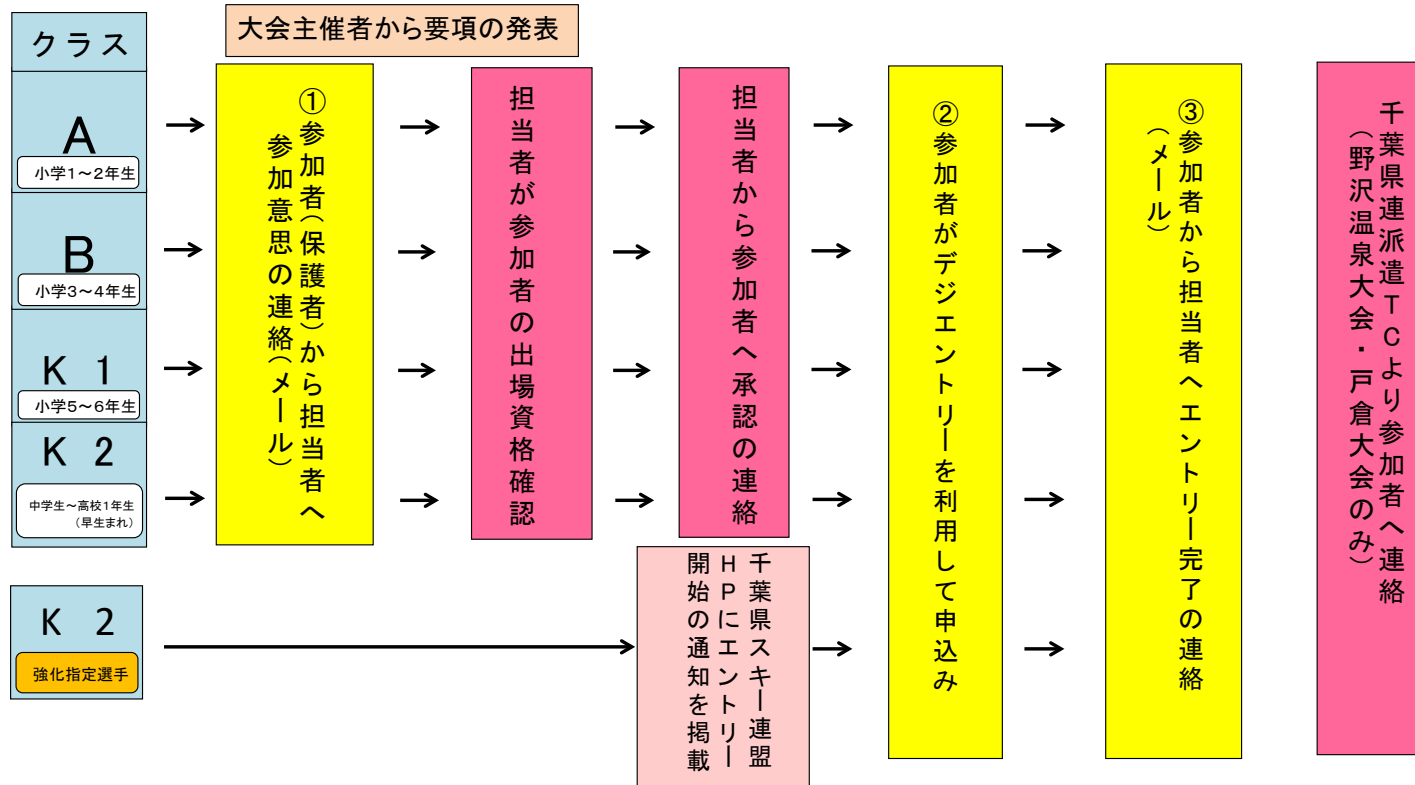 大会主催者から要項の発表
クラス
A
小学1～2年生
B
小学3～4年生
K 1
小学5～6年生
K 2
中学生～高校1年生
（早生まれ）
K 2
強化指定選手
①参加者（保護者）から担当者へ
参加意思の連絡（メール）
担当者が参加者の出場資格確認
担当者から参加者へ承認の連絡
千葉県スキー連盟
ＨＰにエントリー
開始の通知を掲載
②参加者がデジエントリーを利用して申込み
③参加者から担当者へエントリー完了の連絡
（メール）
千葉県連派遣ＴＣより参加者へ連絡
（野沢温泉大会・戸倉大会のみ）